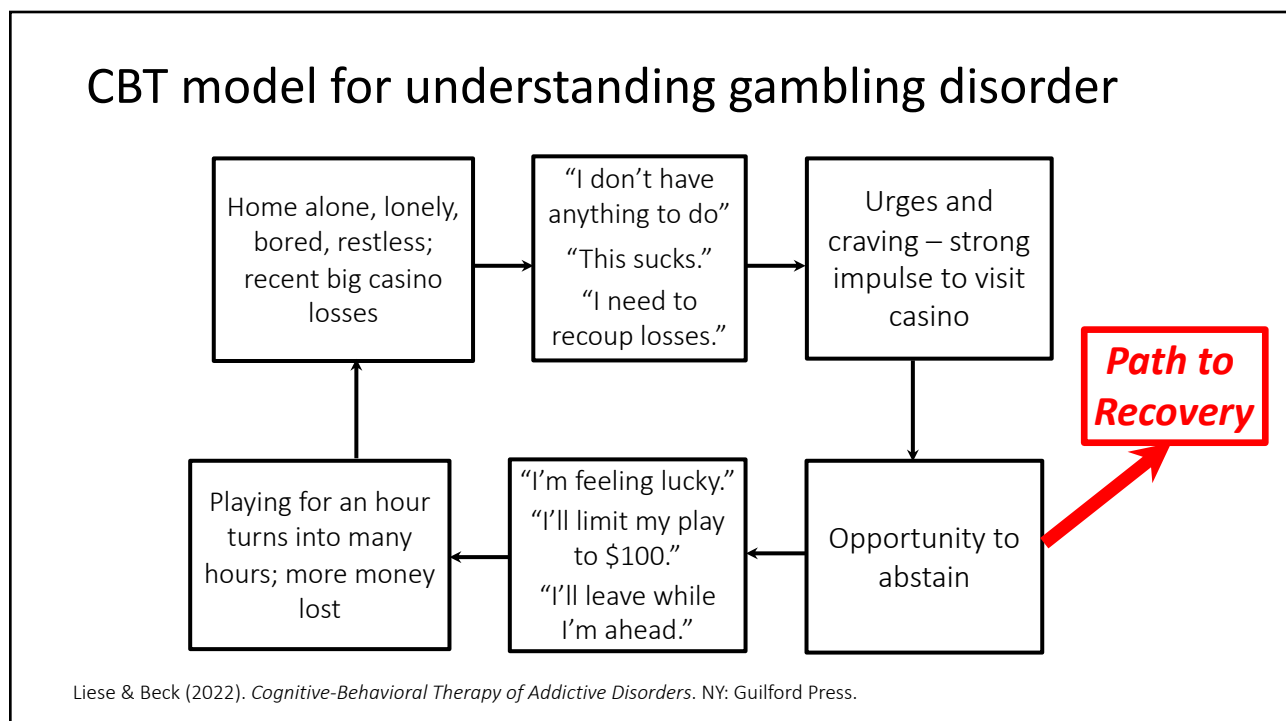 CBT model for understanding gambling disorder
Home alone, lonely,
bored, restless;
recent big casino
losses
“I don’t have
anything to do”
“This sucks.”
“I need to
recoup losses.”
Urges and
craving – strong
impulse to visit
casino
Path to
Recovery
Opportunity to
abstain
“I’m feeling lucky.”
“I’ll limit my play
to $100.”
“I’ll leave while
I’m ahead.”
Playing for an hour
turns into many
hours; more money
lost
Liese & Beck (2022). Cognitive-Behavioral Therapy of Addictive Disorders. NY: Guilford Press.